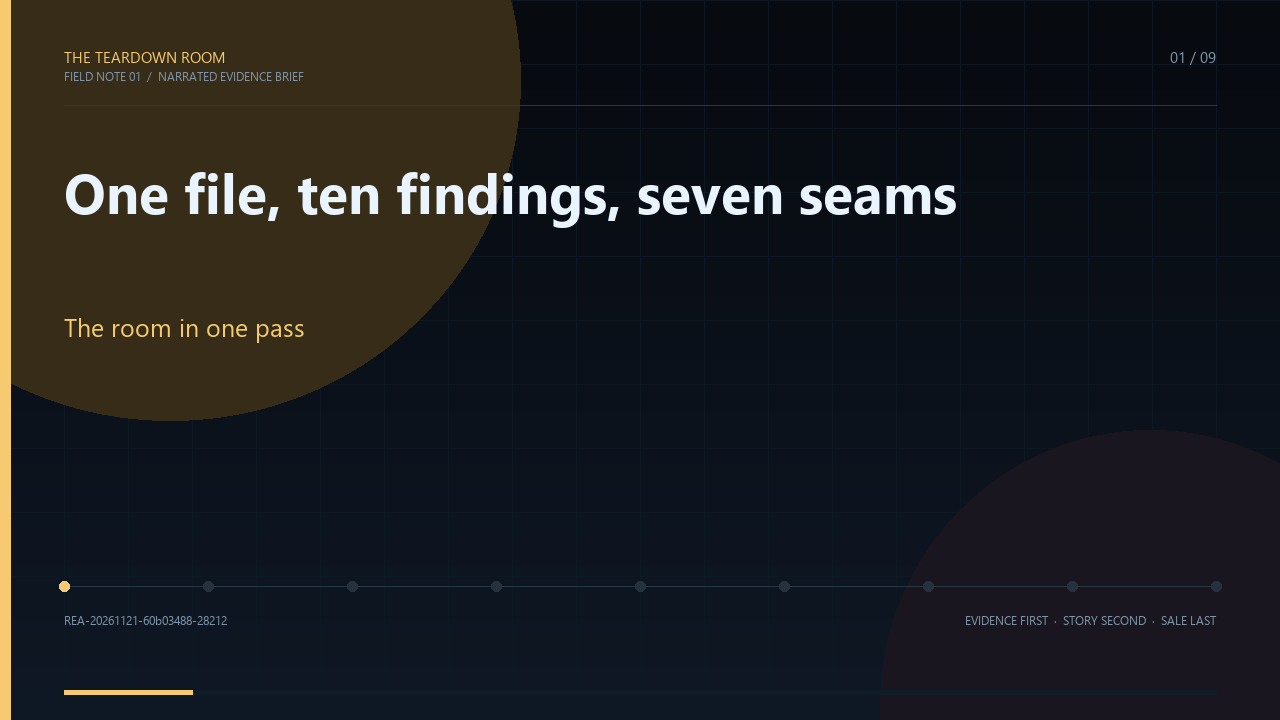 THE TEARDOWN ROOM
01 / 09
FIELD NOTE 01 / NARRATED EVIDENCE BRIEF
One file, ten findings, seven seams
The room in one pass
REA-20261121-60b03488-28212
EVIDENCE FIRST · STORY SECOND · SALE LAST